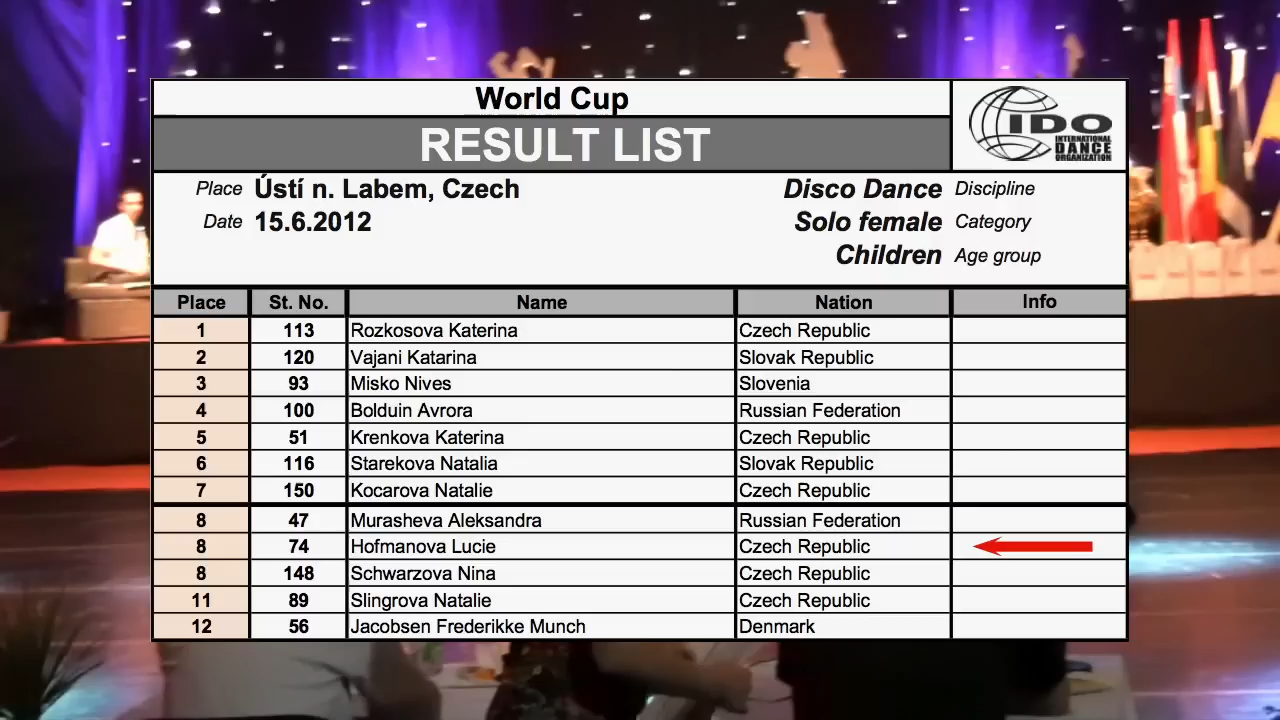 World Cup
RESULT LIST
IDO
INTERNATIONAL
DANCE
ORGANIZATION
Place Ústí n. Labem, Czech Disco Dance Discipline
Date 15.6.2012 Solo female Category
Children Age group
Place St. No. Name Nation Info
1 113 Rozkosova Katerina Czech Republic
2 120 Vajani Katarina Slovak Republic
3 93 Misko Nives Slovenia
4 100 Bolduin Avrora Russian Federation
5 51 Krenkova Katerina Czech Republic
6 116 Starekova Natalia Slovak Republic
7 150 Kocarova Natalie Czech Republic
8 47 Murasheva Aleksandra Russian Federation
8 74 Hofmanova Lucie Czech Republic
8 148 Schwarzova Nina Czech Republic
11 89 Slingrova Natalie Czech Republic
12 56 Jacobsen Frederikke Munch Denmark